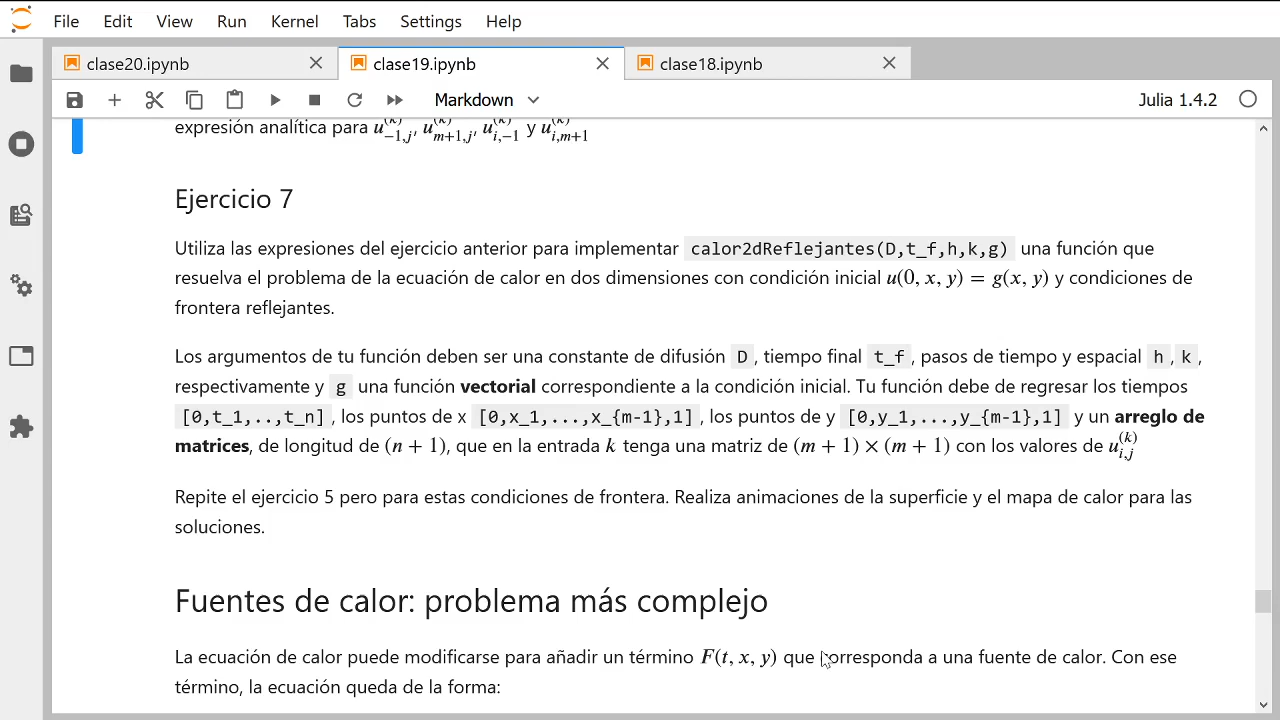 File Edit View Run Kernel Tabs Settings Help
clase20.ipynb clase19.ipynb clase18.ipynb
Markdown Julia 1.4.2
expresión analítica para $u_{-1,j}^{(k)}$, $u_{m+1,j}^{(k)}$, $u_{i,-1}^{(k)}$ y $u_{i,m+1}^{(k)}$
Ejercicio 7
Utiliza las expresiones del ejercicio anterior para implementar calor2dReflejantes(D,t_f,h,k,g) una función que
resuelva el problema de la ecuación de calor en dos dimensiones con condición inicial $u(0, x, y) = g(x, y)$ y condiciones de
frontera reflejantes.
Los argumentos de tu función deben ser una constante de difusión D , tiempo final t_f , pasos de tiempo y espacial h , k ,
respectivamente y g una función vectorial correspondiente a la condición inicial. Tu función debe de regresar los tiempos
[0,t_1,..,t_n] , los puntos de x [0,x_1,...,x_{m-1},1] , los puntos de y [0,y_1,...,y_{m-1},1] y un arreglo de
matrices, de longitud de $(n + 1)$, que en la entrada $k$ tenga una matriz de $(m + 1) \times (m + 1)$ con los valores de $u_{i,j}^{(k)}$
Repite el ejercicio 5 pero para estas condiciones de frontera. Realiza animaciones de la superficie y el mapa de calor para las
soluciones.
Fuentes de calor: problema más complejo
La ecuación de calor puede modificarse para añadir un término $F(t, x, y)$ que corresponda a una fuente de calor. Con ese
término, la ecuación queda de la forma: